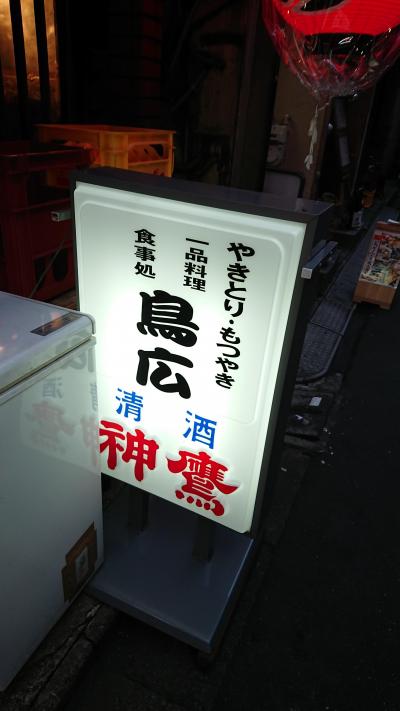 やきとり・もつやき
一品料理
食事処
鳥広
清酒
神鷹